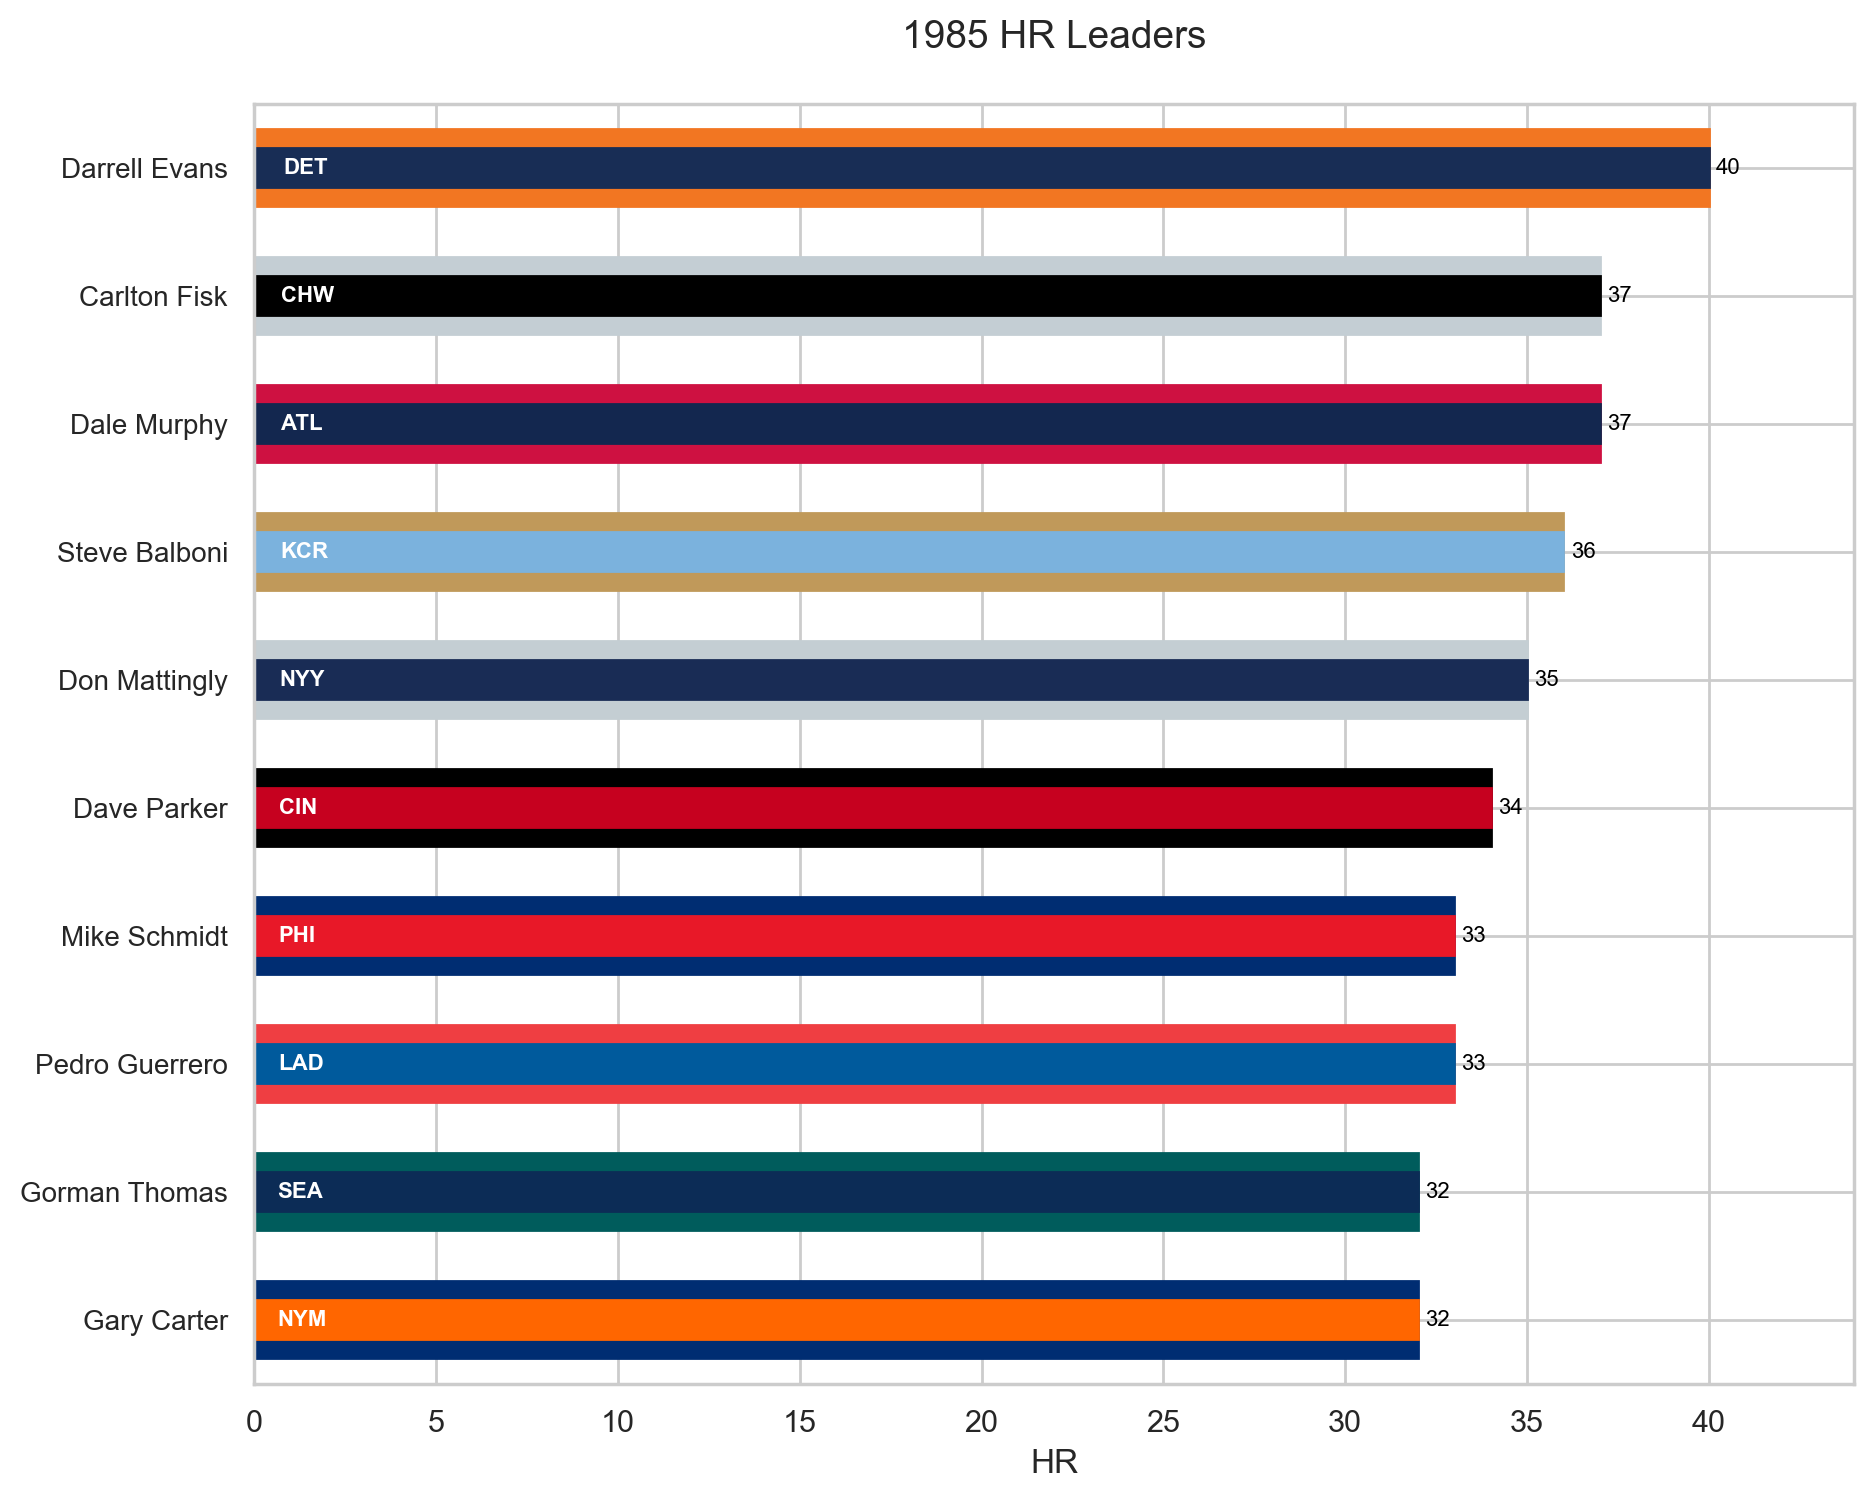 1985 HR Leaders
Darrell Evans DET 40
Carlton Fisk CHW 37
Dale Murphy ATL 37
Steve Balboni KCR 36
Don Mattingly NYY 35
Dave Parker CIN 34
Mike Schmidt PHI 33
Pedro Guerrero LAD 33
Gorman Thomas SEA 32
Gary Carter NYM 32
0 5 10 15 20 25 30 35 40
HR